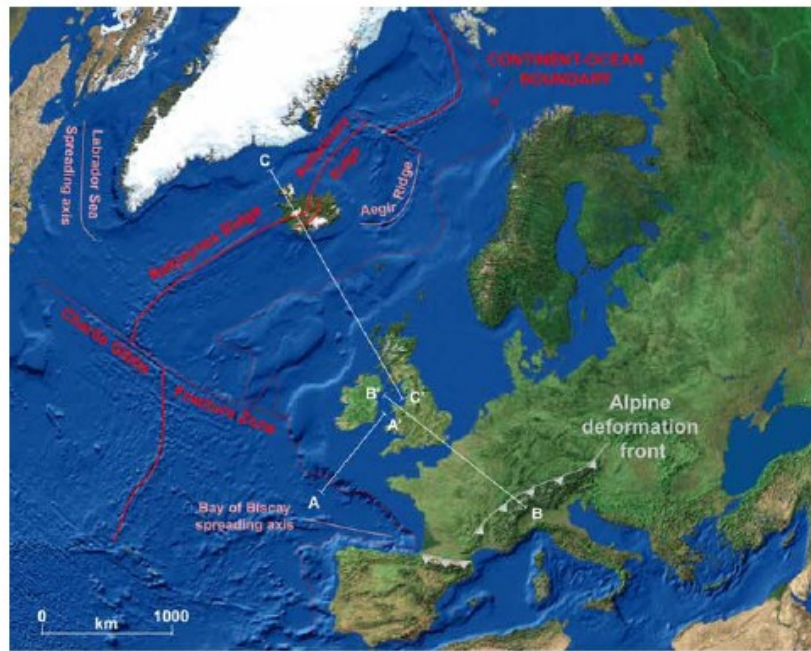 CONTINENT-OCEAN
BOUNDARY
Labrador Sea
Spreading axis
C
Ridge
Aegir Ridge
Reykjanes Ridge
Charlie Gibbs
Fracture Zone
B'
C'
A'
Alpine
deformation
front
A
B
Bay of Biscay
spreading axis
0 1000
km